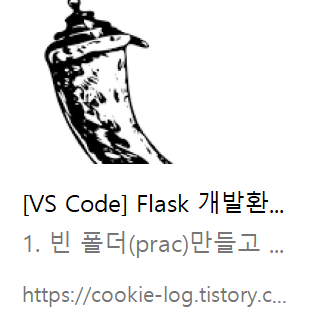 [VS Code] Flask 개발환...
1. 빈 폴더(prac)만들고 ...
https://cookie-log.tistory.c...